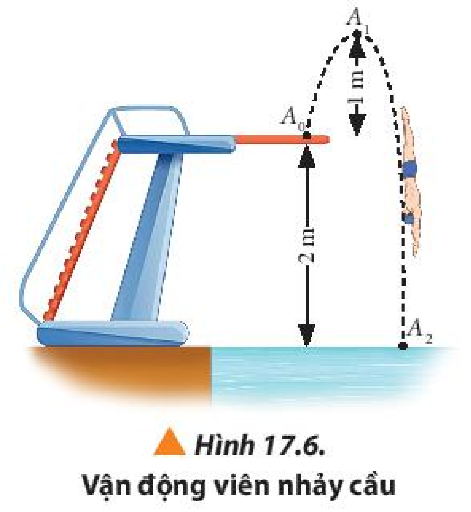 A₁
1 m
A₀
2 m
A₂
Hình 17.6.
Vận động viên nhảy cầu